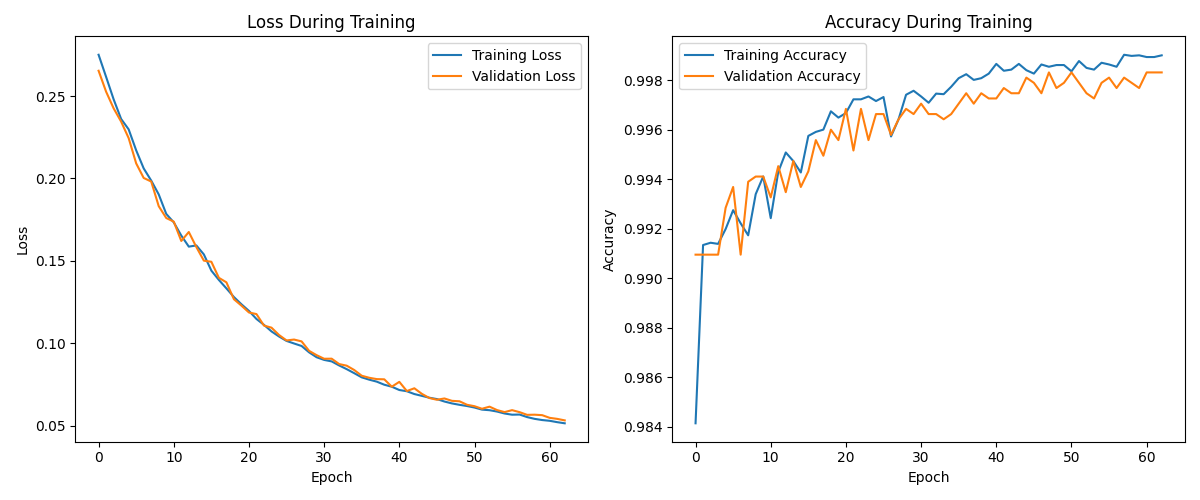 Loss During Training
Training Loss
Validation Loss
0.25
0.20
0.15
0.10
0.05
Loss
0 10 20 30 40 50 60
Epoch
Accuracy During Training
Training Accuracy
Validation Accuracy
0.998
0.996
0.994
0.992
0.990
0.988
0.986
0.984
Accuracy
0 10 20 30 40 50 60
Epoch